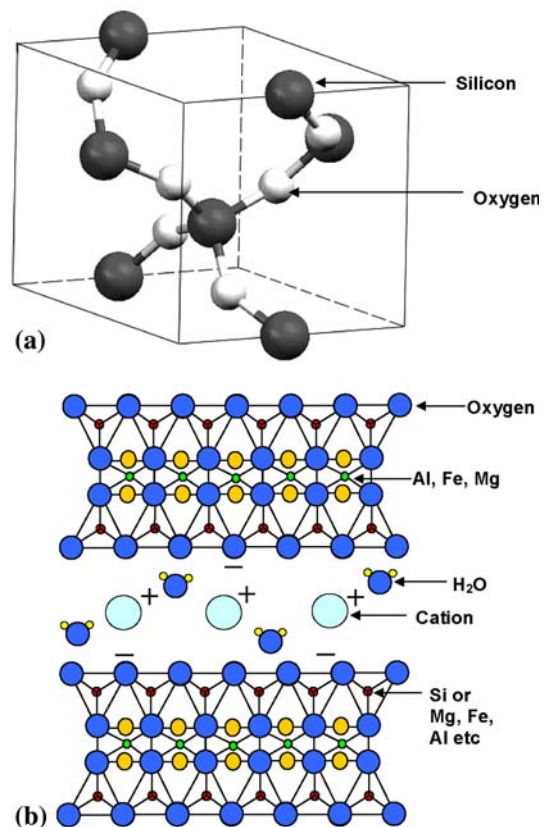 Silicon
Oxygen
(a)
Oxygen
Al, Fe, Mg
−
H₂O
+
+
+
Cation
−
−
Si or
Mg, Fe,
Al etc
(b)